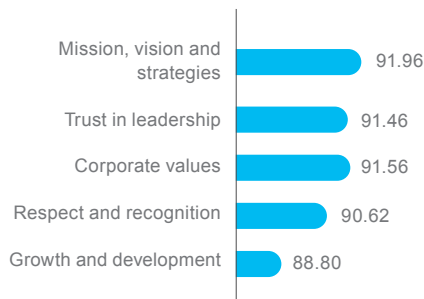 Mission, vision and
strategies
91.96
Trust in leadership
91.46
Corporate values
91.56
Respect and recognition
90.62
Growth and development
88.80